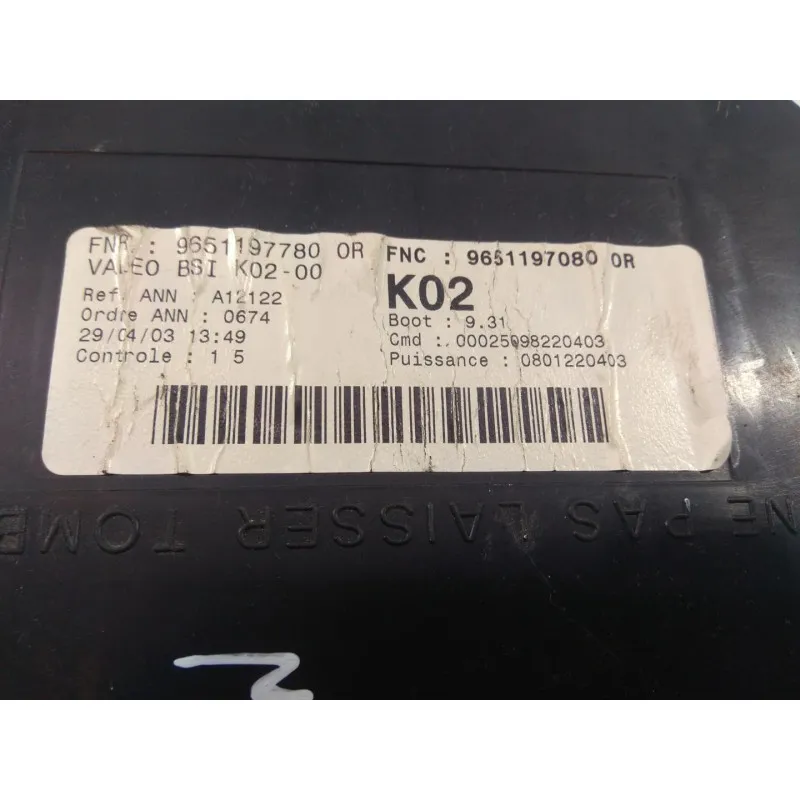 FNR : 9651197780 0R
VALEO BSI K02-00
Ref. ANN : A12122
Ordre ANN : 0674
29/04/03 13:49
Controle : 1 5
FNC : 9651197080 0R
K02
Boot : 9.31
Cmd : 00025098220403
Puissance : 0801220403
NE PAS LAISSER TOMB